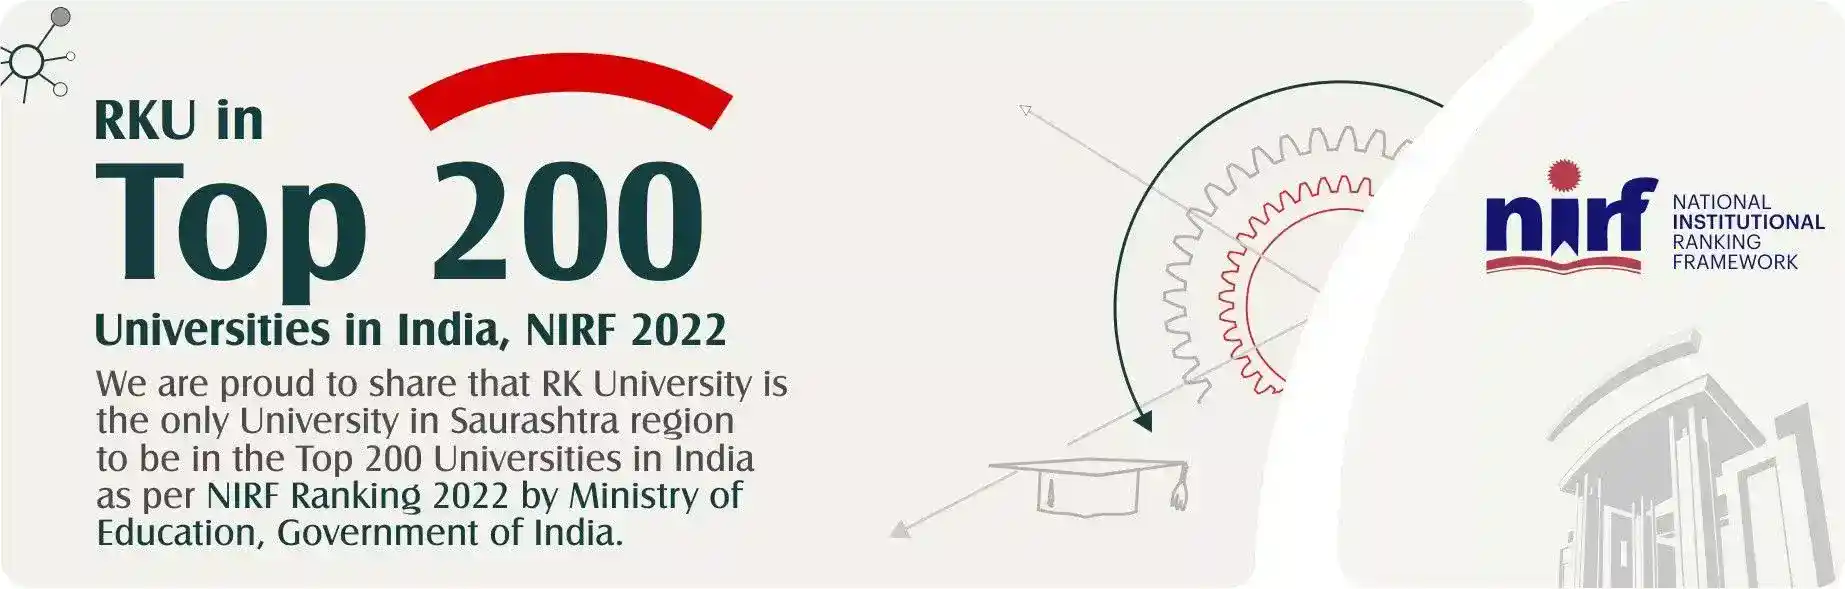 RKU in
Top 200
Universities in India, NIRF 2022
We are proud to share that RK University is
the only University in Saurashtra region
to be in the Top 200 Universities in India
as per NIRF Ranking 2022 by Ministry of
Education, Government of India.
nirf
NATIONAL
INSTITUTIONAL
RANKING
FRAMEWORK